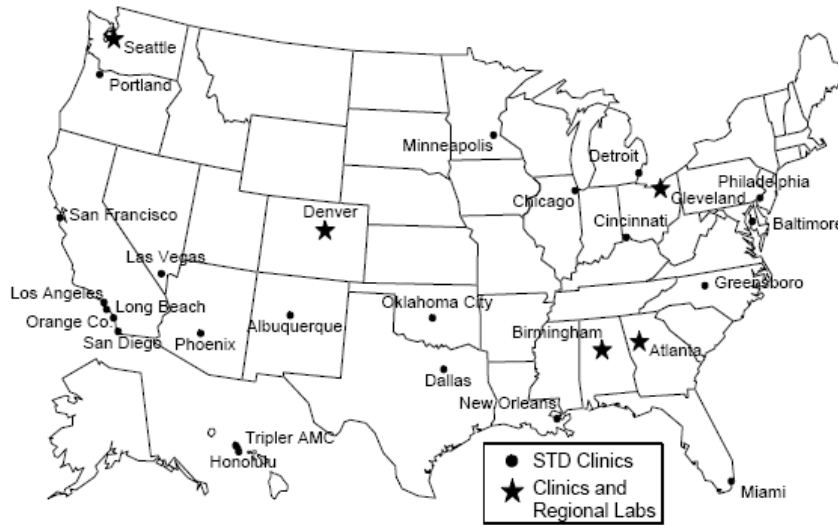 Seattle
Portland
Minneapolis
Detroit
Philadelphia
Cleveland
Chicago
San Francisco
Denver
Cincinnati
Baltimore
Las Vegas
Los Angeles
Long Beach
Orange Co.
San Diego
Phoenix
Albuquerque
Oklahoma City
Greensboro
Birmingham
Atlanta
Dallas
New Orleans
Tripler AMC
Honolulu
STD Clinics
Clinics and
Regional Labs
Miami